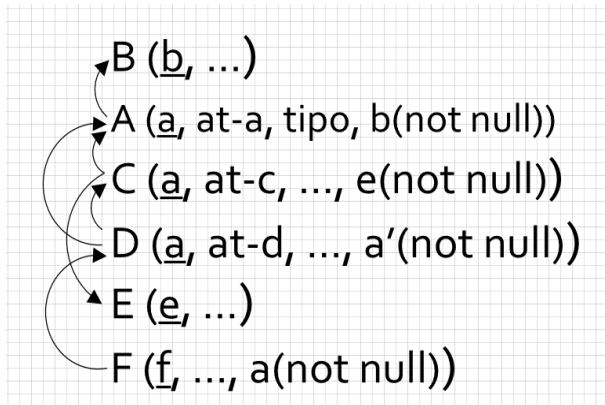 B (b, ...)
A (a, at-a, tipo, b(not null))
C (a, at-c, ..., e(not null))
D (a, at-d, ..., a’(not null))
E (e, ...)
F (f, ..., a(not null))